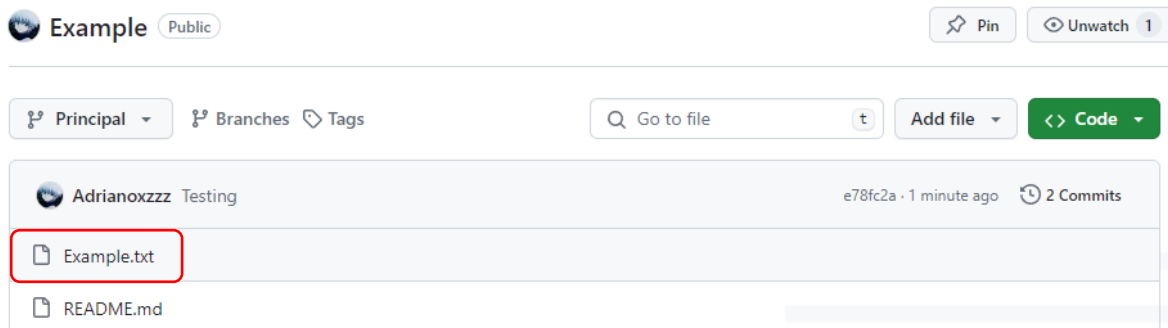 Example Public Pin Unwatch 1
Principal Branches Tags Go to file t Add file <> Code
Adrianoxzzz Testing e78fc2a · 1 minute ago 2 Commits
Example.txt
README.md